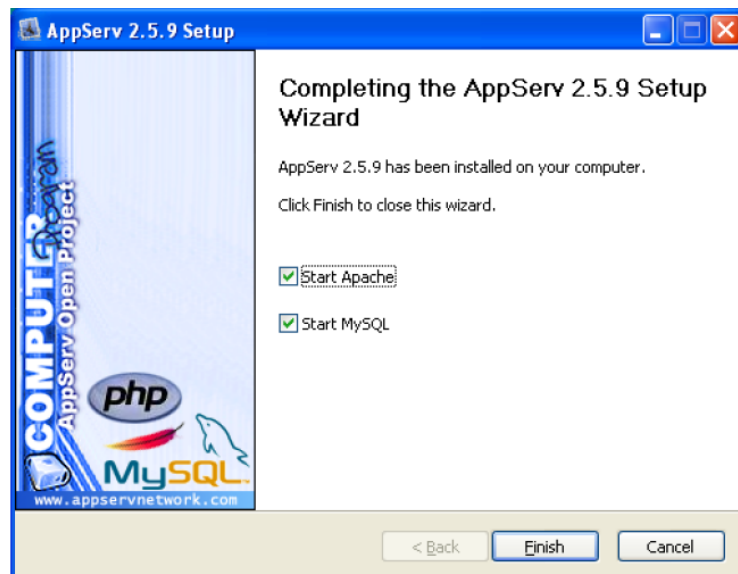 AppServ 2.5.9 Setup
Completing the AppServ 2.5.9 Setup
Wizard
AppServ 2.5.9 has been installed on your computer.
Click Finish to close this wizard.
Start Apache
Start MySQL
COMPUTER
Program
AppServ Open Project
php
MySQL
www.appservnetwork.com
< Back
Finish
Cancel